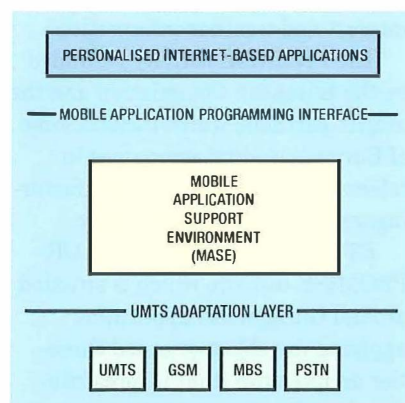 PERSONALISED INTERNET-BASED APPLICATIONS
MOBILE APPLICATION PROGRAMMING INTERFACE
MOBILE
APPLICATION
SUPPORT
ENVIRONMENT
(MASE)
UMTS ADAPTATION LAYER
UMTS GSM MBS PSTN